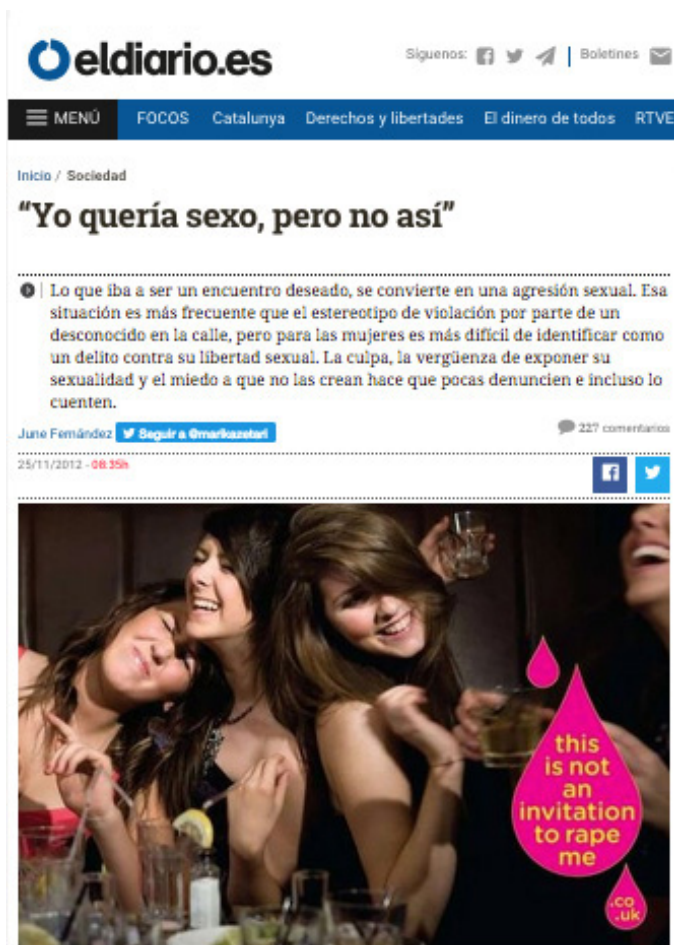 eldiario.es
Síguenos:
Boletines
MENÚ
FOCOS
Catalunya
Derechos y libertades
El dinero de todos
RTVE
Inicio / Sociedad
“Yo quería sexo, pero no así”
Lo que iba a ser un encuentro deseado, se convierte en una agresión sexual. Esa
situación es más frecuente que el estereotipo de violación por parte de un
desconocido en la calle, pero para las mujeres es más difícil de identificar como
un delito contra su libertad sexual. La culpa, la vergüenza de exponer su
sexualidad y el miedo a que no las crean hace que pocas denuncien e incluso lo
cuenten.
June Fernández
Seguir a @marikazetari
227 comentarios
25/11/2012 - 08:35h
this
is not
an
invitation
to rape
me
.co
.uk